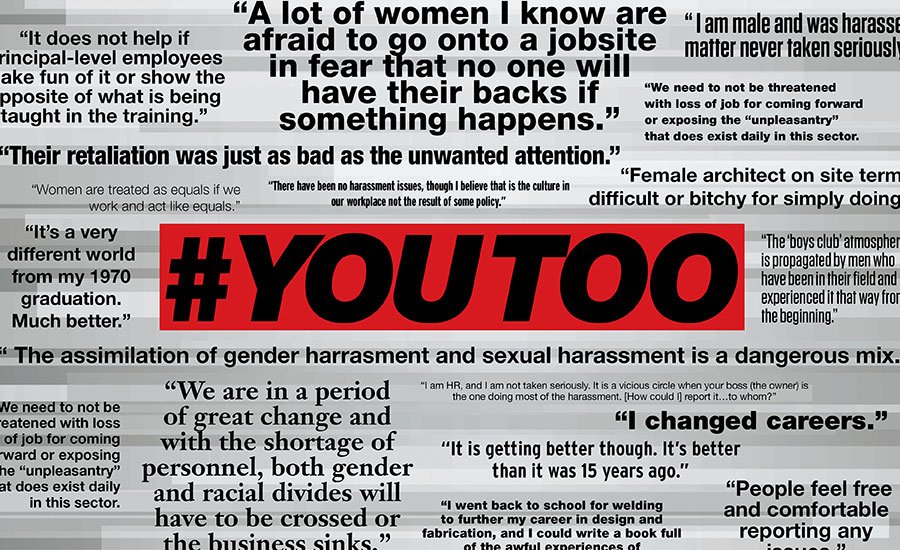 “A lot of women I know are
afraid to go onto a jobsite
in fear that no one will
have their backs if
something happens.”
“It does not help if
rincipal-level employees
ake fun of it or show the
pposite of what is being
taught in the training.”
“I am male and was harasse
matter never taken seriously
“We need to not be threatened
with loss of job for coming forward
or exposing the “unpleasantry”
that does exist daily in this sector.
“Their retaliation was just as bad as the unwanted attention.”
“Women are treated as equals if we
work and act like equals.”
“There have been no harassment issues, though I believe that is the culture in
our workplace not the result of some policy.”
“Female architect on site term
difficult or bitchy for simply doing
“It’s a very
different world
from my 1970
graduation.
Much better.”
#YOUTOO
“The ‘boys club’ atmospher
is propagated by men who
have been in their field and
experienced it that way fror
the beginning.”
“ The assimilation of gender harrasment and sexual harassment is a dangerous mix.
We need to not be
reatened with loss
of job for coming
rward or exposing
he “unpleasantry”
at does exist daily
in this sector.
“We are in a period
of great change and
with the shortage of
personnel, both gender
and racial divides will
have to be crossed or
the business sinks.”
“I am HR, and I am not taken seriously. It is a vicious circle when your boss (the owner) is
the one doing most of the harassment. [How could I] report it…to whom?”
“I changed careers.”
“It is getting better though. It’s better
than it was 15 years ago.”
“I went back to school for welding
to further my career in design and
fabrication, and I could write a book full
of the awful experiences of
“People feel free
and comfortable
reporting any
issues.”